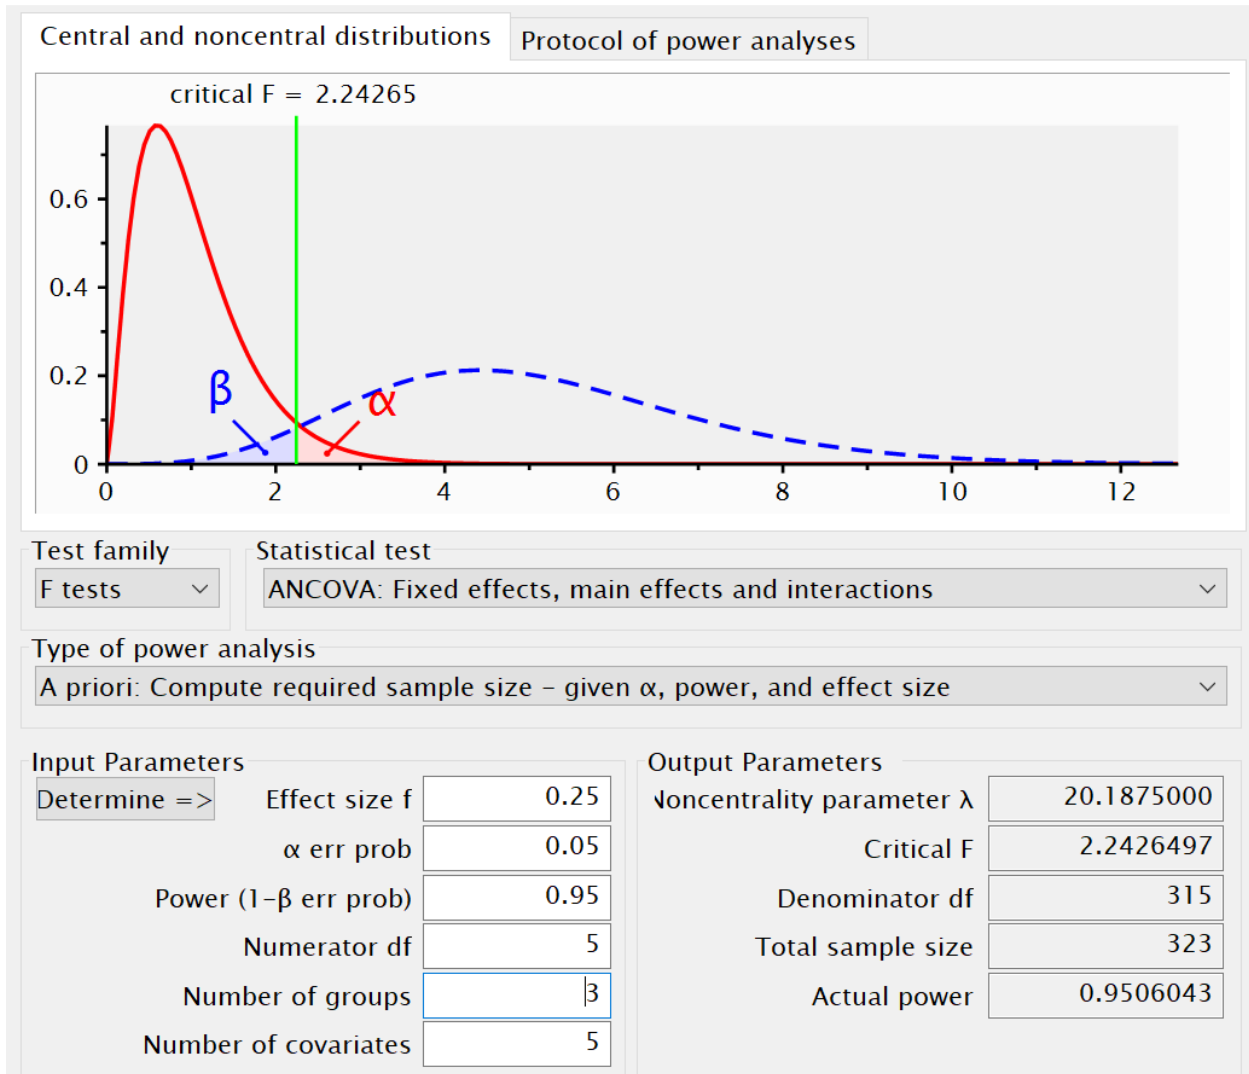 Central and noncentral distributions
Protocol of power analyses
critical F = 2.24265
0.6
0.4
0.2
0
β
α
0 2 4 6 8 10 12
Test family
Statistical test
F tests
ANCOVA: Fixed effects, main effects and interactions
Type of power analysis
A priori: Compute required sample size – given α, power, and effect size
Input Parameters
Determine =>
Effect size f 0.25
α err prob 0.05
Power (1–β err prob) 0.95
Numerator df 5
Number of groups 3
Number of covariates 5
Output Parameters
Noncentrality parameter λ 20.1875000
Critical F 2.2426497
Denominator df 315
Total sample size 323
Actual power 0.9506043